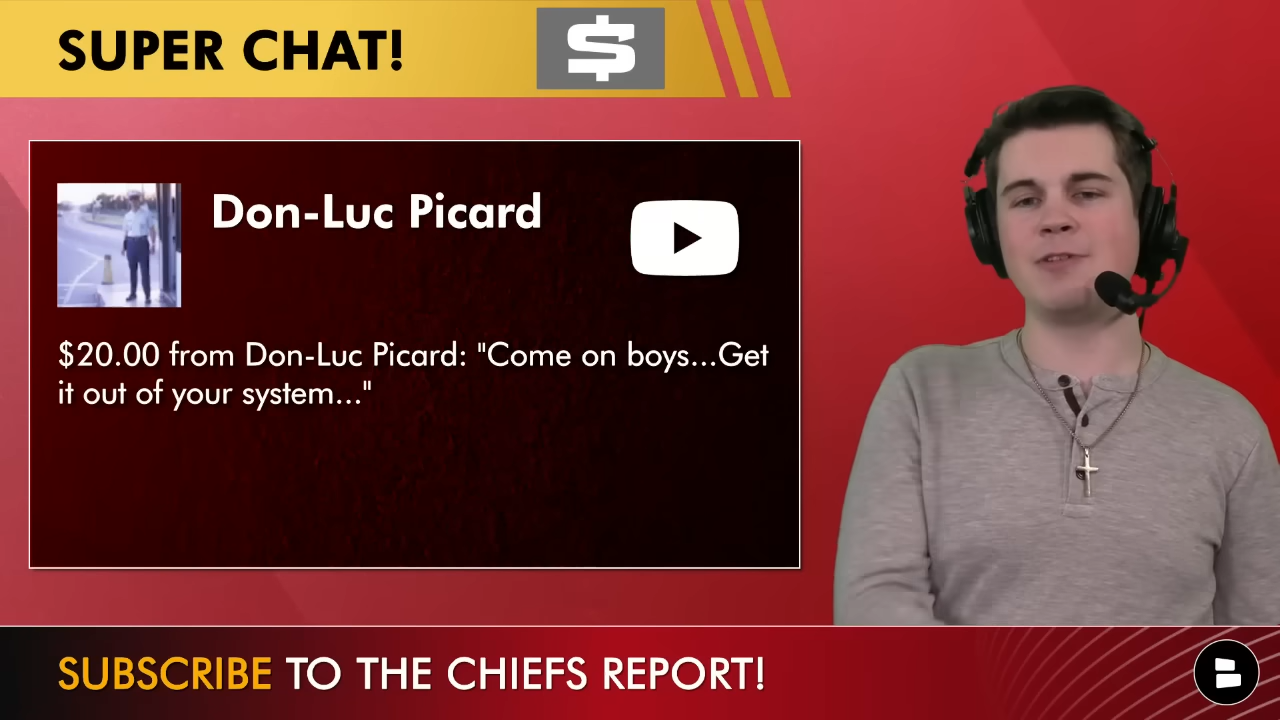 SUPER CHAT!
$
Don-Luc Picard
$20.00 from Don-Luc Picard: "Come on boys...Get
it out of your system..."
SUBSCRIBE TO THE CHIEFS REPORT!